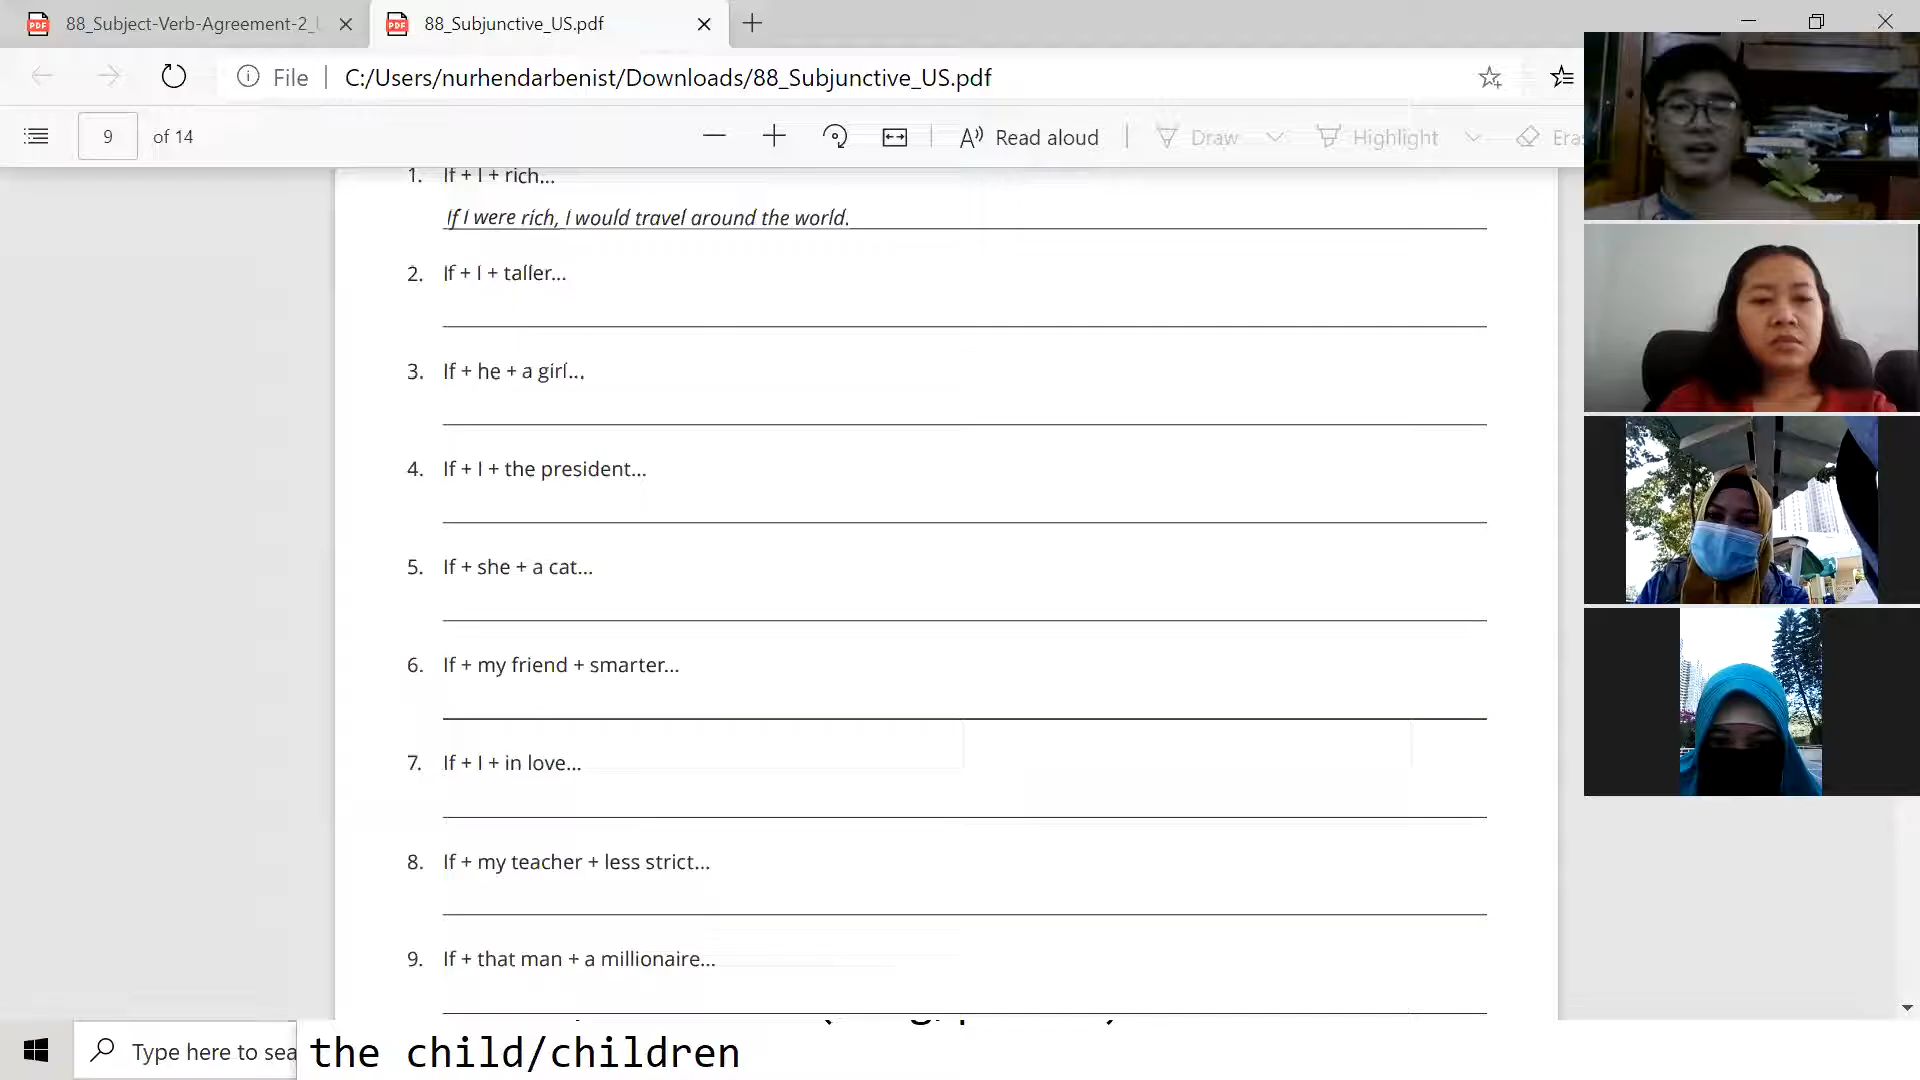 88_Subject-Verb-Agreement-2_
88_Subjunctive_US.pdf
File
C:/Users/nurhendarbenist/Downloads/88_Subjunctive_US.pdf
9 of 14
Read aloud
Draw
Highlight
Era
1. If + I + rich...
If I were rich, I would travel around the world.
2. If + I + taller...
3. If + he + a girl...
4. If + I + the president...
5. If + she + a cat...
6. If + my friend + smarter...
7. If + I + in love...
8. If + my teacher + less strict...
9. If + that man + a millionaire...
Type here to sea
the child/children